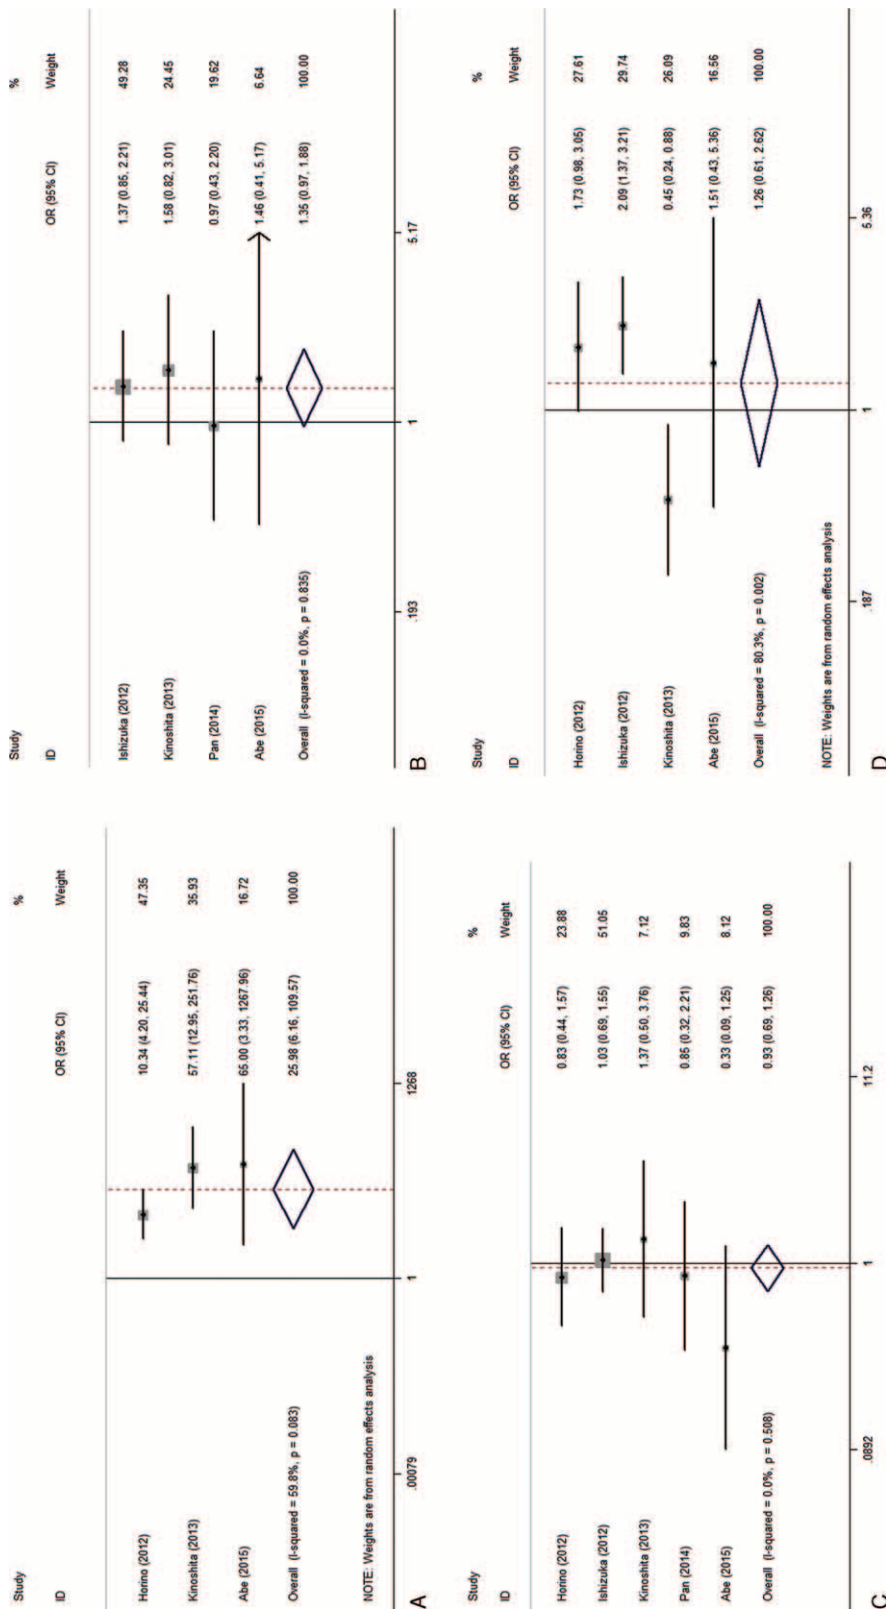 Study %
ID OR (95% CI) Weight
Horino (2012) 10.34 (4.20, 25.44) 47.35
Kinoshita (2013) 57.11 (12.95, 251.76) 35.93
Abe (2015) 65.00 (3.33, 1267.96) 16.72
Overall (I-squared = 59.8%, p = 0.083) 25.98 (6.16, 109.57) 100.00
NOTE: Weights are from random effects analysis
.00079 1 1268
A
Study %
ID OR (95% CI) Weight
Ishizuka (2012) 1.37 (0.85, 2.21) 49.28
Kinoshita (2013) 1.58 (0.82, 3.01) 24.45
Pan (2014) 0.97 (0.43, 2.20) 19.62
Abe (2015) 1.46 (0.41, 5.17) 6.64
Overall (I-squared = 0.0%, p = 0.835) 1.35 (0.97, 1.88) 100.00
.193 1 5.17
B
Study %
ID OR (95% CI) Weight
Horino (2012) 0.83 (0.44, 1.57) 23.88
Ishizuka (2012) 1.03 (0.69, 1.55) 51.05
Kinoshita (2013) 1.37 (0.50, 3.76) 7.12
Pan (2014) 0.85 (0.32, 2.21) 9.83
Abe (2015) 0.33 (0.09, 1.25) 8.12
Overall (I-squared = 0.0%, p = 0.508) 0.93 (0.69, 1.26) 100.00
.0892 1 11.2
C
Study %
ID OR (95% CI) Weight
Horino (2012) 1.73 (0.98, 3.05) 27.61
Ishizuka (2012) 2.09 (1.37, 3.21) 29.74
Kinoshita (2013) 0.45 (0.24, 0.88) 26.09
Abe (2015) 1.51 (0.43, 5.36) 16.56
Overall (I-squared = 80.3%, p = 0.002) 1.26 (0.61, 2.62) 100.00
NOTE: Weights are from random effects analysis
.187 1 5.36
D